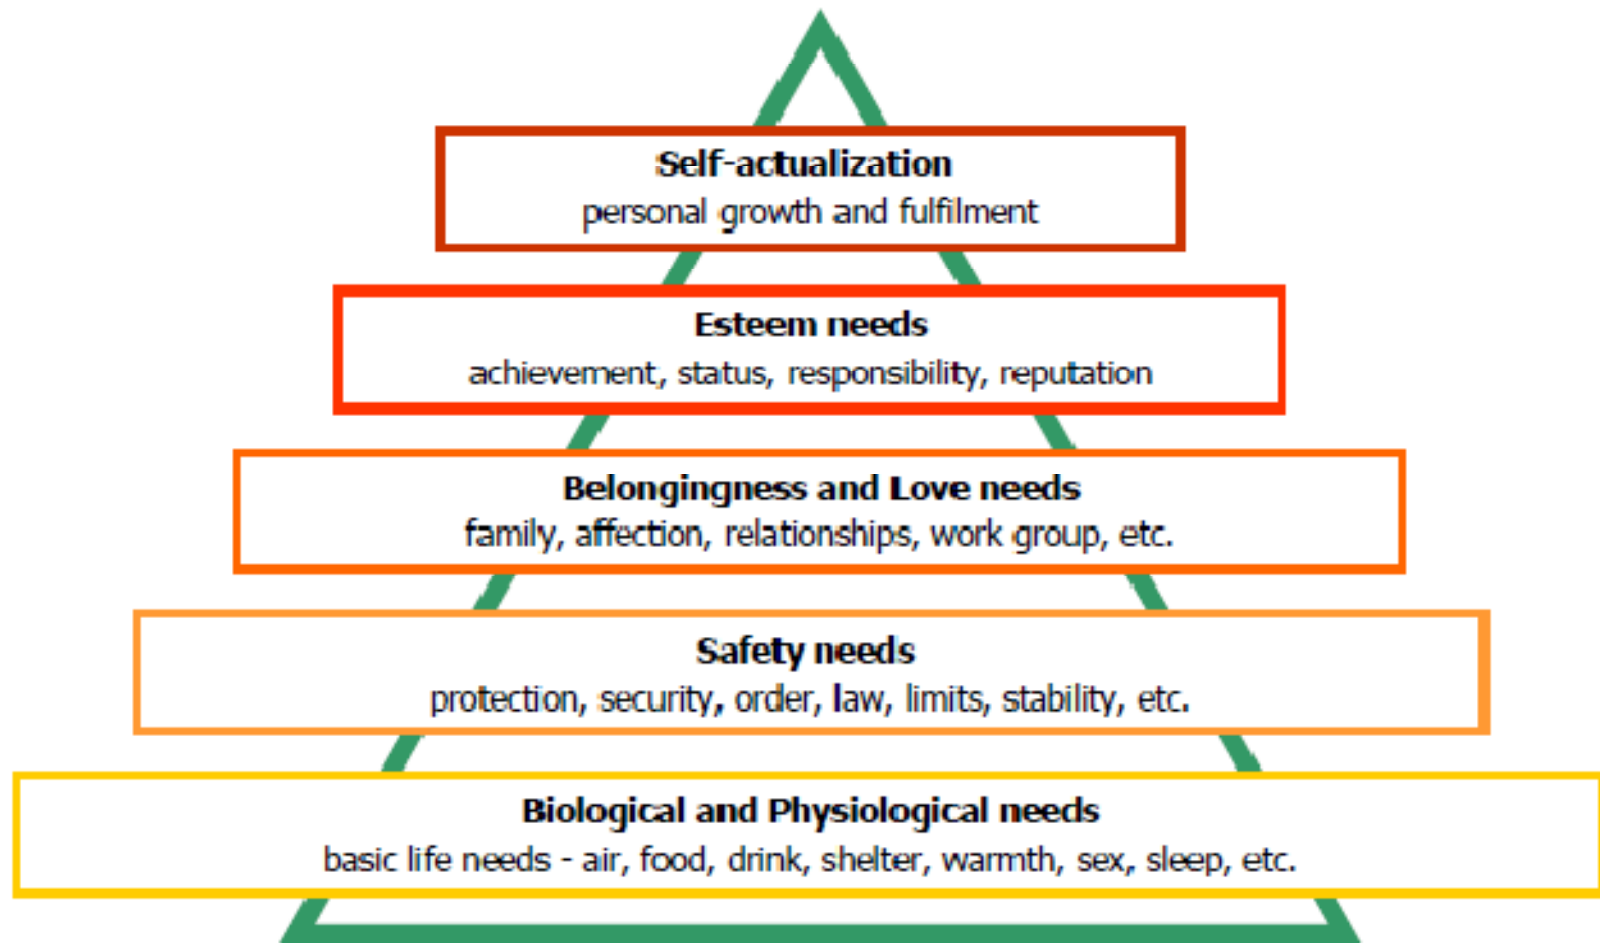 Self-actualization
personal growth and fulfilment
Esteem needs
achievement, status, responsibility, reputation
Belongingness and Love needs
family, affection, relationships, work group, etc.
Safety needs
protection, security, order, law, limits, stability, etc.
Biological and Physiological needs
basic life needs - air, food, drink, shelter, warmth, sex, sleep, etc.